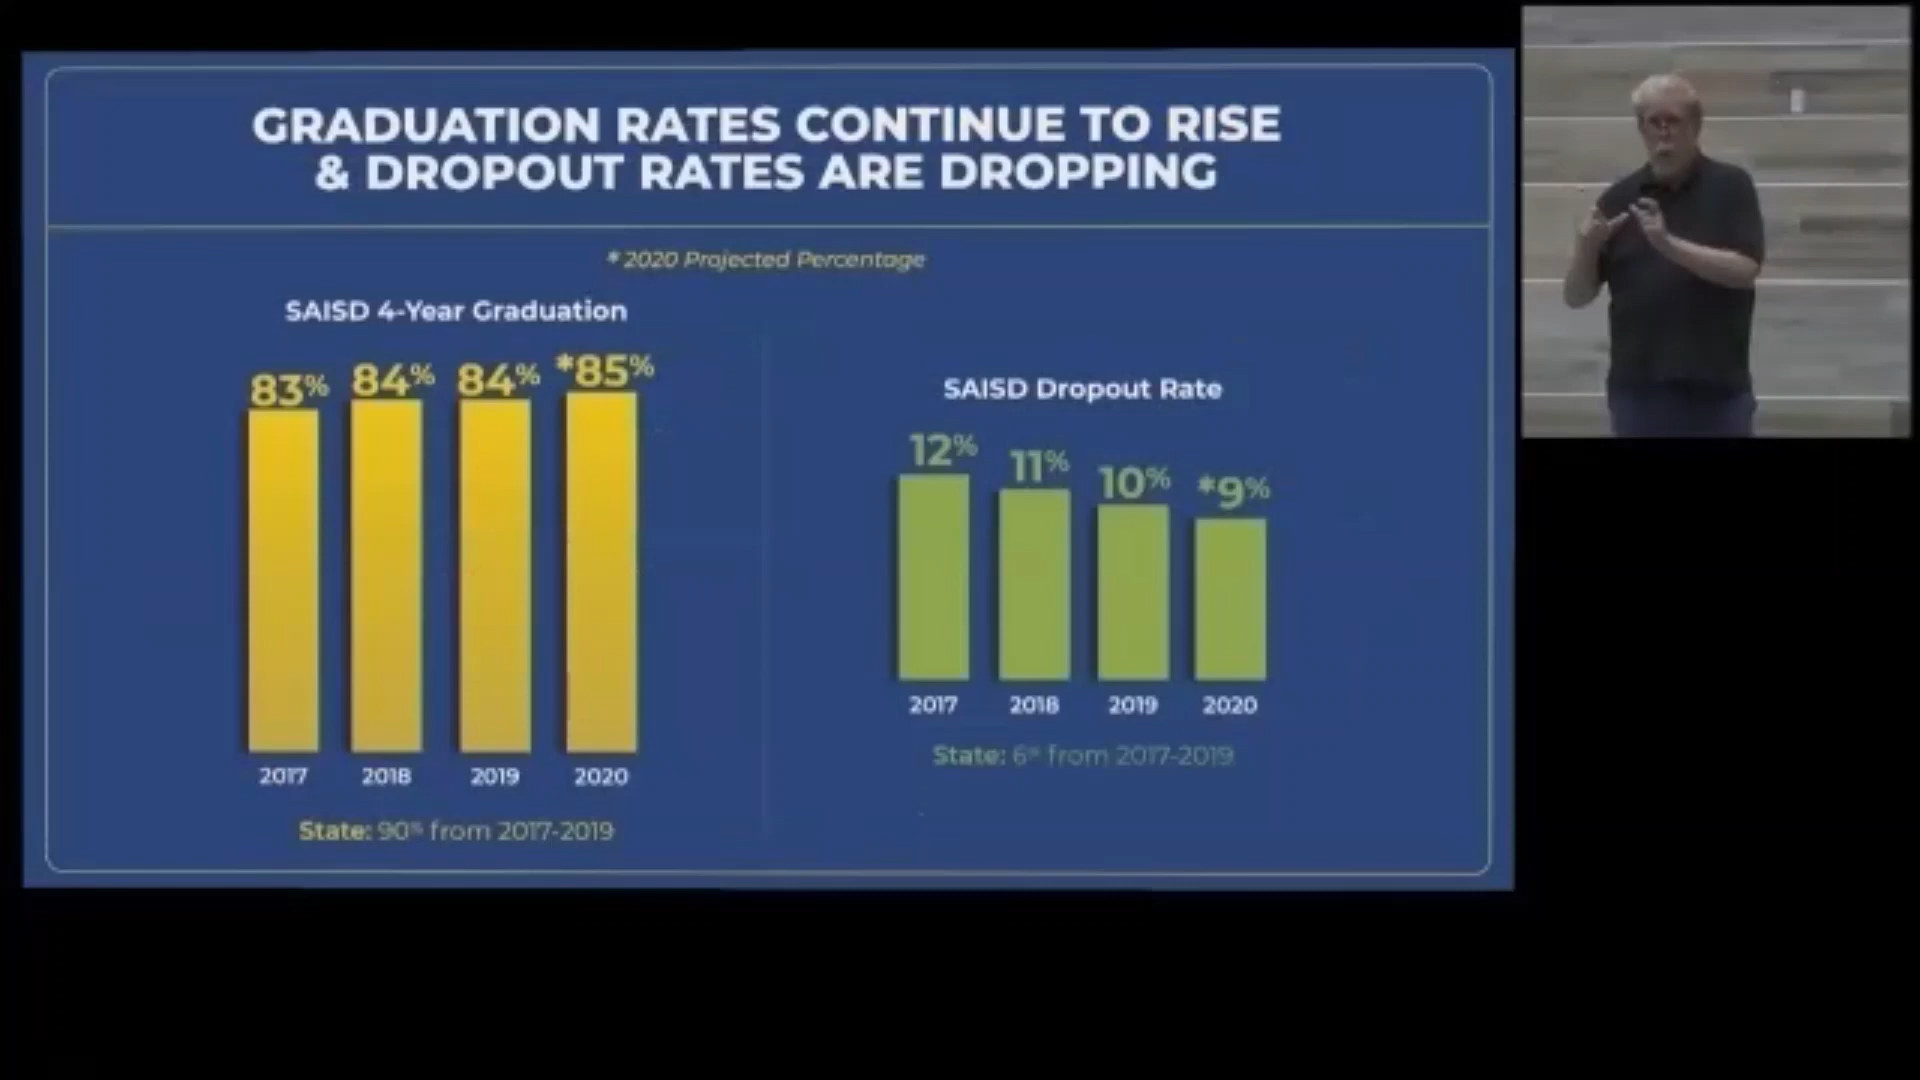 GRADUATION RATES CONTINUE TO RISE
& DROPOUT RATES ARE DROPPING
* 2020 Projected Percentage
SAISD 4-Year Graduation
83% 84% 84% *85%
2017 2018 2019 2020
State: 90% from 2017-2019
SAISD Dropout Rate
12% 11% 10% *9%
2017 2018 2019 2020
State: 6% from 2017-2019